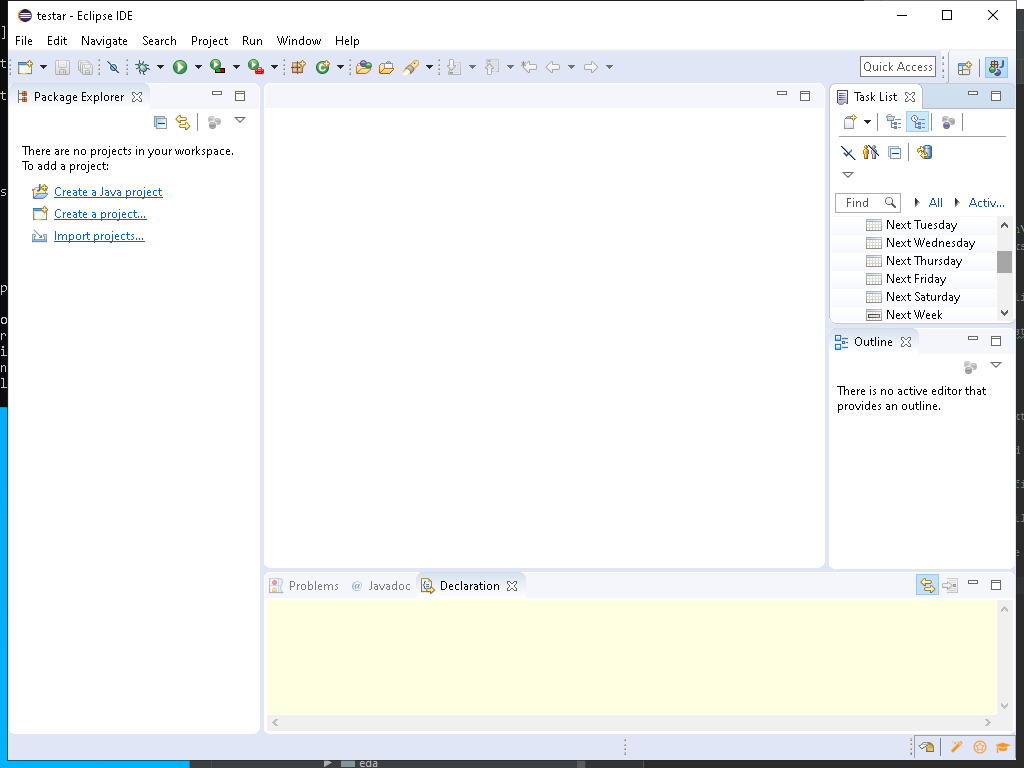 testar - Eclipse IDE
File Edit Navigate Search Project Run Window Help
Quick Access
Package Explorer
There are no projects in your workspace.
To add a project:
Create a Java project
Create a project...
Import projects...
Task List
Find All Activ...
Next Tuesday
Next Wednesday
Next Thursday
Next Friday
Next Saturday
Next Week
Outline
There is no active editor that
provides an outline.
Problems @ Javadoc Declaration
eda